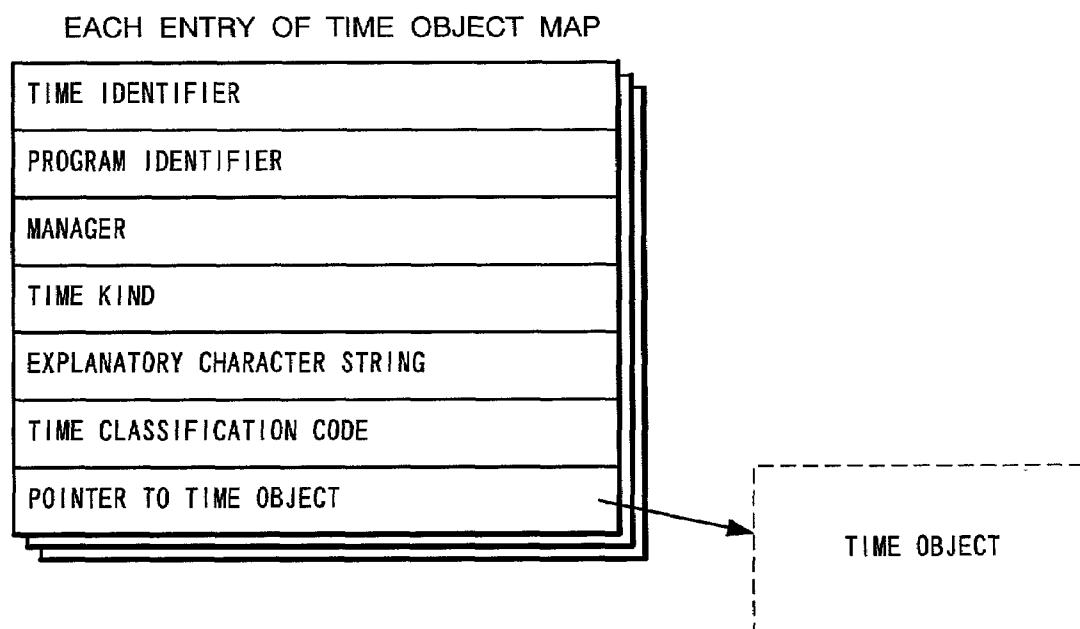 EACH ENTRY OF TIME OBJECT MAP
TIME IDENTIFIER
PROGRAM IDENTIFIER
MANAGER
TIME KIND
EXPLANATORY CHARACTER STRING
TIME CLASSIFICATION CODE
POINTER TO TIME OBJECT
TIME OBJECT